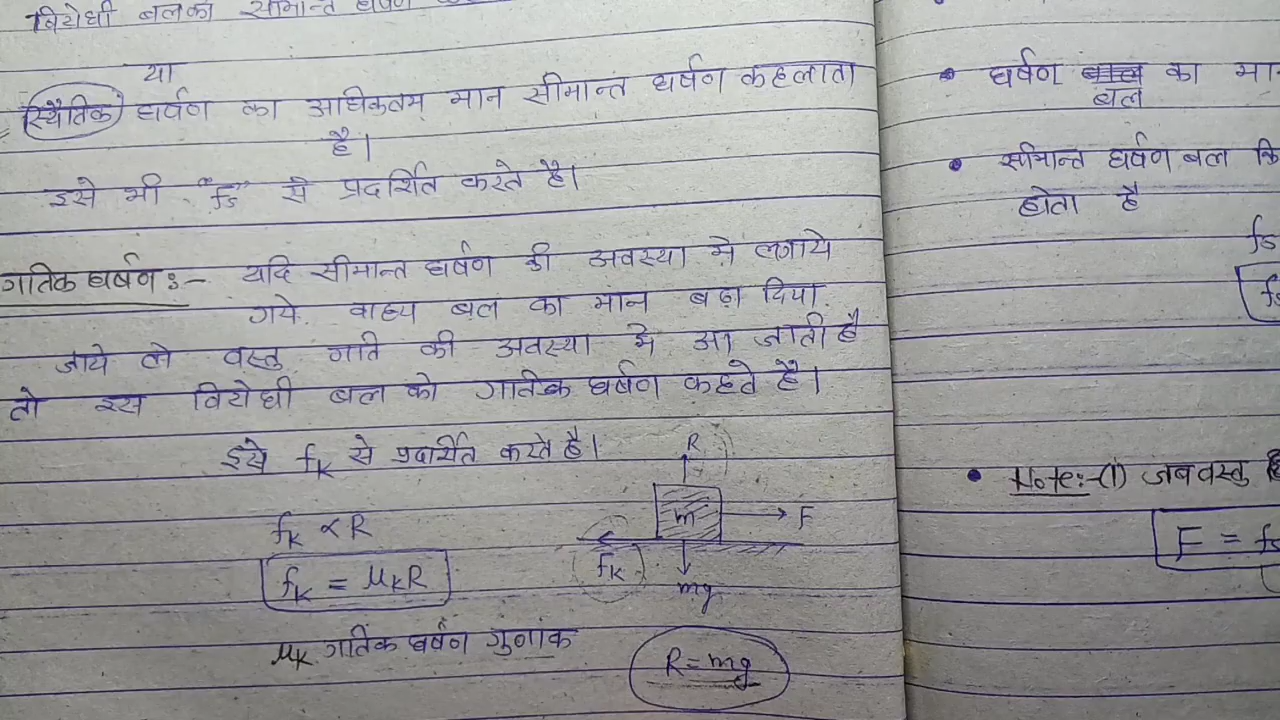 विरोधी बलका सीमान्त घर्षण
या
स्थैतिक घर्षण का अधिकतम मान सीमान्त घर्षण कहलाता
है।
इसे भी "fs" से प्रदर्शित करते है।
गातिक घर्षण :- यदि सीमान्त घर्षण की अवस्था मे लगाये
गये वाह्य बल का मान बढ़ा दिया
जाये तो वस्तु गति की अवस्था मे आ जाती है
तो इस विरोधी बल को गातिक घर्षण कहते है।
इसे fK से प्रदर्शित करते है।
R
m → F
fK
mg
fK ∝ R
fK = μKR
μK गतिक घर्षण गुनांक
R = mg
• घर्षण बल का
• सीमान्त घर्षण बल
होता है
fs
• Note:-(1) जब वस्तु
F =